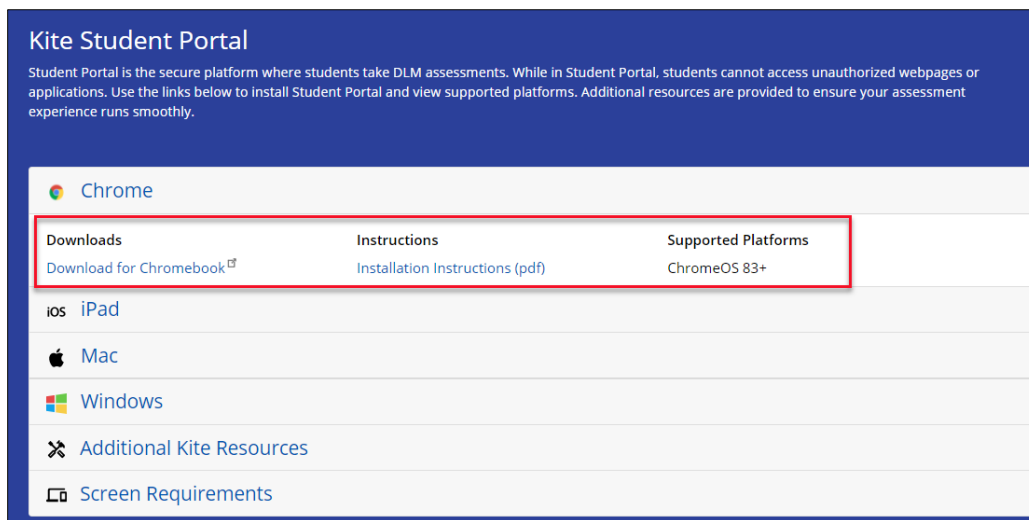 Kite Student Portal
Student Portal is the secure platform where students take DLM assessments. While in Student Portal, students cannot access unauthorized webpages or
applications. Use the links below to install Student Portal and view supported platforms. Additional resources are provided to ensure your assessment
experience runs smoothly.
Chrome
Downloads Instructions Supported Platforms
Download for Chromebook Installation Instructions (pdf) ChromeOS 83+
iOS iPad
Mac
Windows
Additional Kite Resources
Screen Requirements